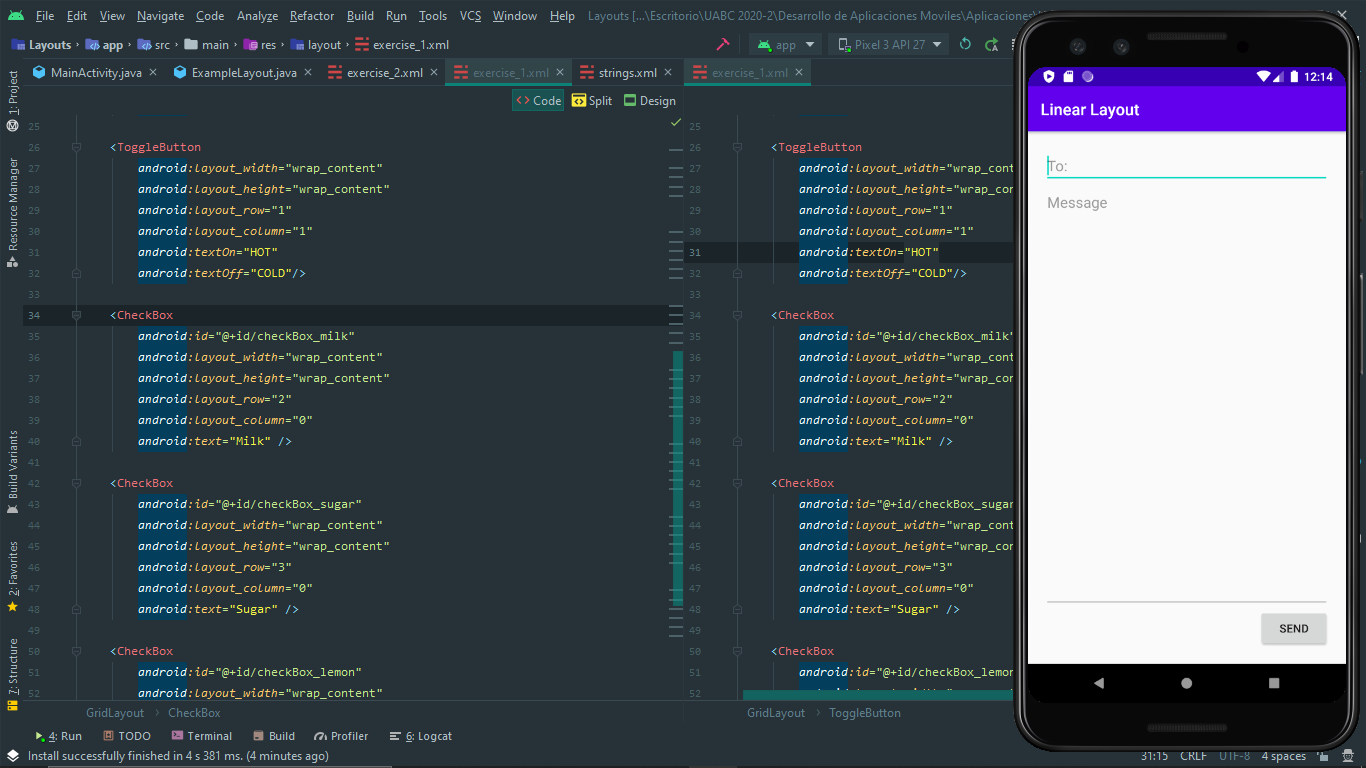 File Edit View Navigate Code Analyze Refactor Build Run Tools VCS Window Help Layouts [...\Escritorio\UABC 2020-2\Desarrollo de Aplicaciones Moviles\Aplicaciones\
Layouts app src main res layout exercise_1.xml app Pixel 3 API 27
MainActivity.java ExampleLayout.java exercise_2.xml exercise_1.xml strings.xml exercise_1.xml
Code Split Design
1: Project
Resource Manager
Build Variants
2: Favorites
7: Structure
25
26 <ToggleButton
27 android:layout_width="wrap_content"
28 android:layout_height="wrap_content"
29 android:layout_row="1"
30 android:layout_column="1"
31 android:textOn="HOT"
32 android:textOff="COLD"/>
33
34 <CheckBox
35 android:id="@+id/checkBox_milk"
36 android:layout_width="wrap_content"
37 android:layout_height="wrap_content"
38 android:layout_row="2"
39 android:layout_column="0"
40 android:text="Milk" />
41
42 <CheckBox
43 android:id="@+id/checkBox_sugar"
44 android:layout_width="wrap_content"
45 android:layout_height="wrap_content"
46 android:layout_row="3"
47 android:layout_column="0"
48 android:text="Sugar" />
49
50 <CheckBox
51 android:id="@+id/checkBox_lemon"
52 android:layout_width="wrap_content"
GridLayout CheckBox
25
26 <ToggleButton
27 android:layout_width="wrap_cont
28 android:layout_height="wrap_con
29 android:layout_row="1"
30 android:layout_column="1"
31 android:textOn="HOT"
32 android:textOff="COLD"/>
33
34 <CheckBox
35 android:id="@+id/checkBox_milk"
36 android:layout_width="wrap_cont
37 android:layout_height="wrap_con
38 android:layout_row="2"
39 android:layout_column="0"
40 android:text="Milk" />
41
42 <CheckBox
43 android:id="@+id/checkBox_sugar
44 android:layout_width="wrap_cont
45 android:layout_height="wrap_con
46 android:layout_row="3"
47 android:layout_column="0"
48 android:text="Sugar" />
49
50 <CheckBox
51 android:id="@+id/checkBox_lemon
52
GridLayout ToggleButton
12:14
Linear Layout
To:
Message
SEND
4: Run TODO Terminal Build Profiler 6: Logcat
Install successfully finished in 4 s 381 ms. (4 minutes ago) 31:15 CRLF UTF-8 4 spaces